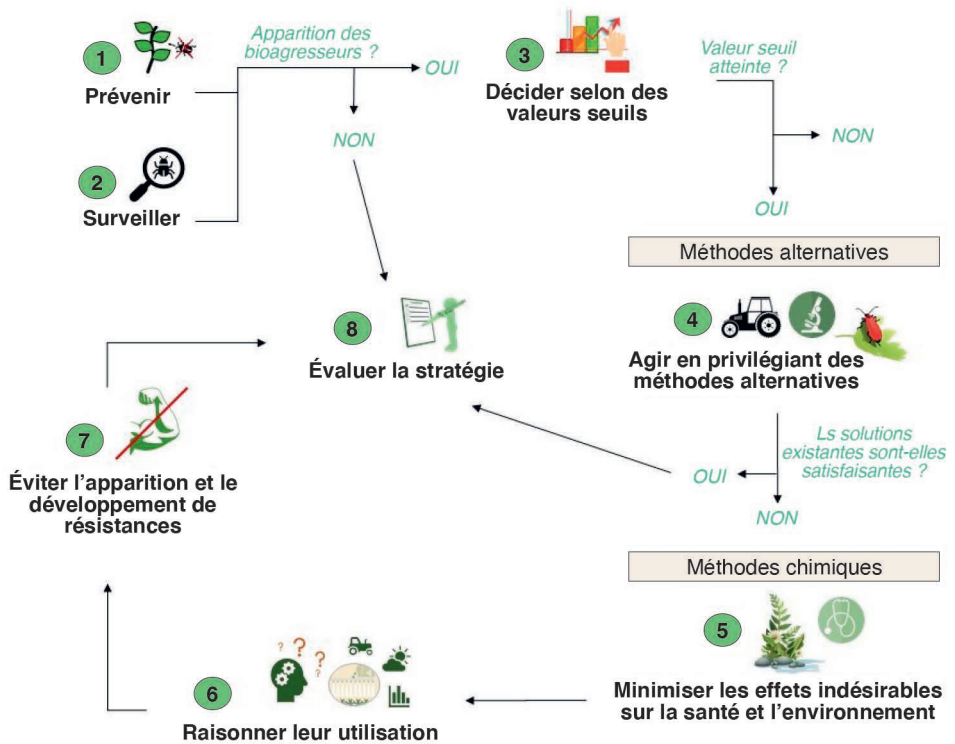 1
Prévenir
Apparition des
bioagresseurs ?
OUI
NON
2
Surveiller
3
Décider selon des
valeurs seuils
Valeur seuil
atteinte ?
NON
OUI
Méthodes alternatives
4
Agir en privilégiant des
méthodes alternatives
Ls solutions
existantes sont-elles
satisfaisantes ?
OUI
NON
Méthodes chimiques
5
Minimiser les effets indésirables
sur la santé et l'environnement
6
? ? ?
Raisonner leur utilisation
7
Éviter l'apparition et le
développement de
résistances
8
Évaluer la stratégie